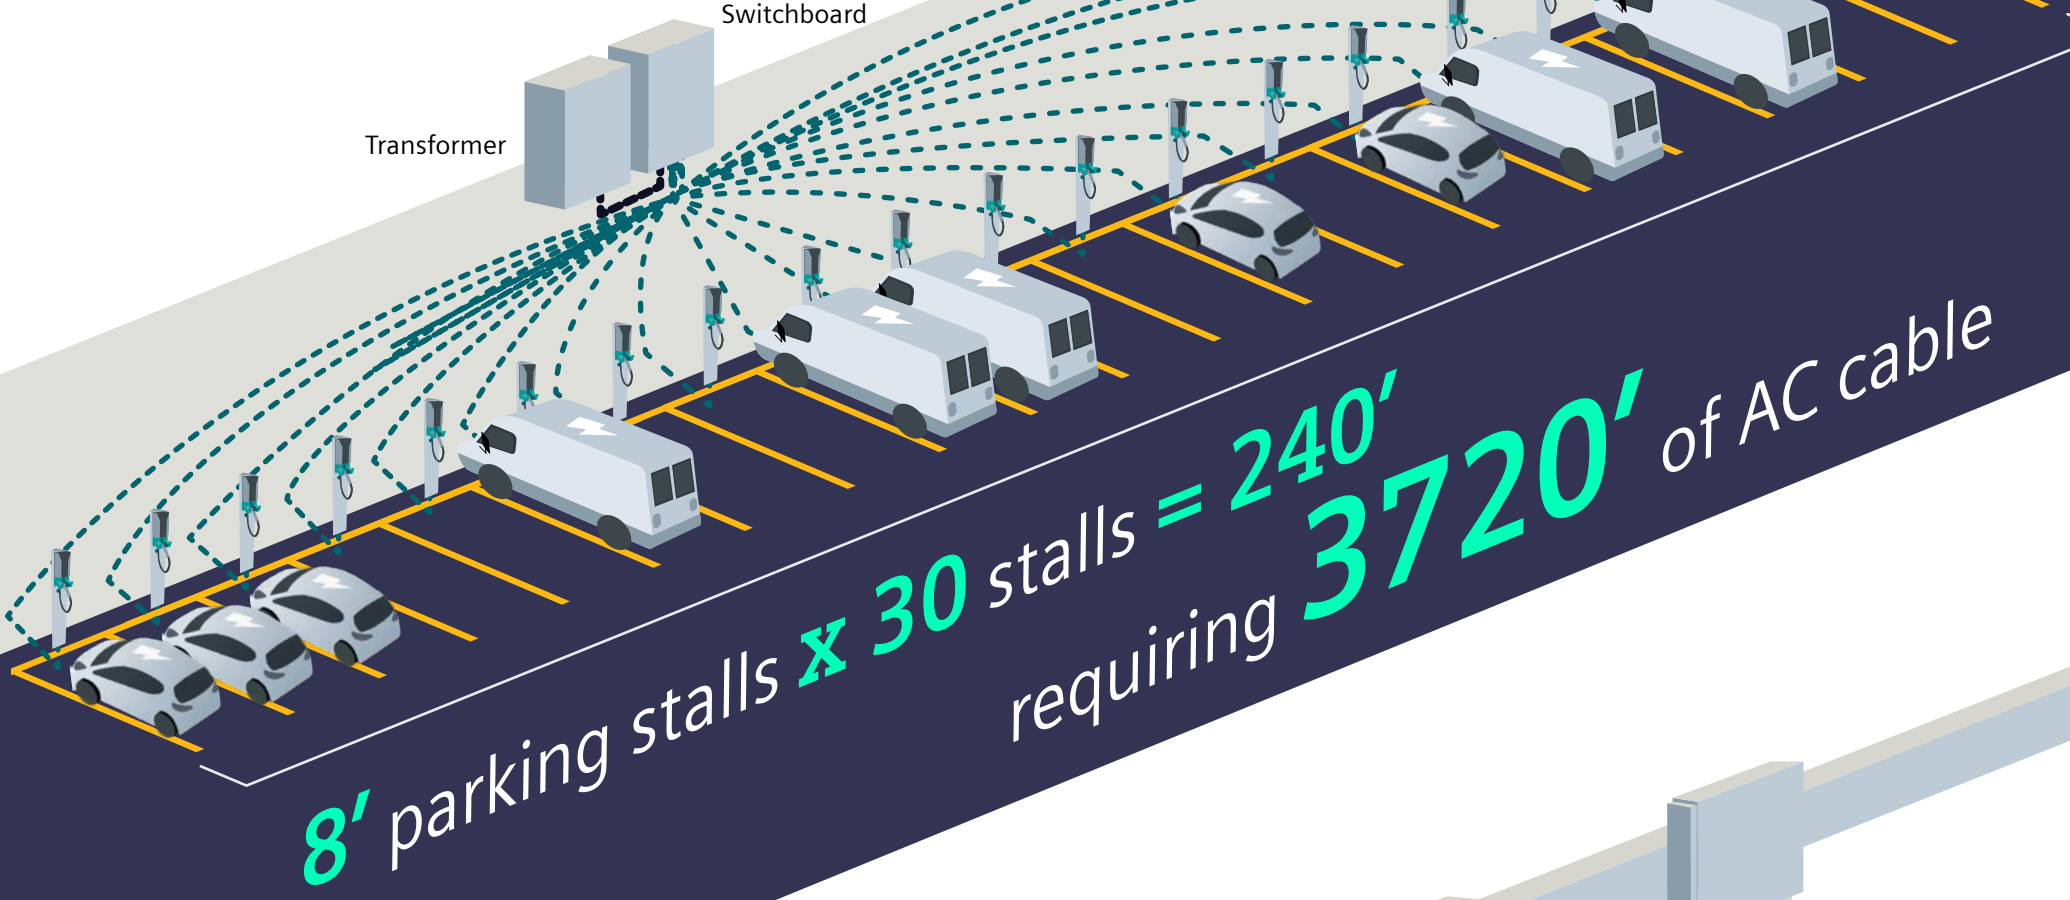 Switchboard
Transformer
8′ parking stalls x 30 stalls = 240′
requiring 3720′ of AC cable